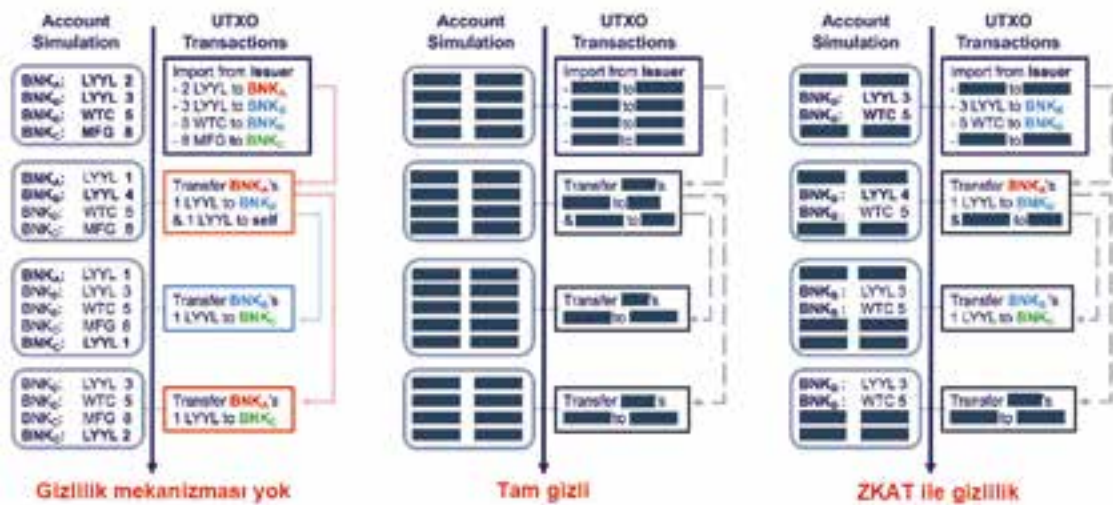 Account Simulation
UTXO Transactions
BNKA: LYYL 2
BNKB: LYYL 3
BNKB: WTC 5
BNKC: MFG 8
Import from Issuer
- 2 LYYL to BNKA
- 3 LYYL to BNKB
- 5 WTC to BNKB
- 8 MFG to BNKC
BNKA: LYYL 1
BNKB: LYYL 4
BNKB: WTC 5
BNKC: MFG 8
Transfer BNKA's
1 LYYL to BNKB
& 1 LYYL to self
BNKA: LYYL 1
BNKB: LYYL 3
BNKB: WTC 5
BNKC: MFG 8
BNKC: LYYL 1
Transfer BNKB's
1 LYYL to BNKC
BNKB: LYYL 3
BNKB: WTC 5
BNKC: MFG 8
BNKC: LYYL 2
Transfer BNKA's
1 LYYL to BNKC
Gizlilik mekanizması yok
Account Simulation
UTXO Transactions
Import from Issuer
- to
- to
- to
- to
Transfer 's
to
& to
Transfer 's
to
Transfer 's
to
Tam gizli
Account Simulation
UTXO Transactions
BNKB: LYYL 3
BNKB: WTC 5
Import from Issuer
- to
- 3 LYYL to BNKB
- 5 WTC to BNKB
- to
BNKB: LYYL 4
BNKB: WTC 5
Transfer BNKA's
1 LYYL to BNKB
& to
BNKB: LYYL 3
BNKB: WTC 5
Transfer BNKB's
1 LYYL to BNKC
BNKB: LYYL 3
BNKB: WTC 5
Transfer 's
to
ZKAT ile gizlilik